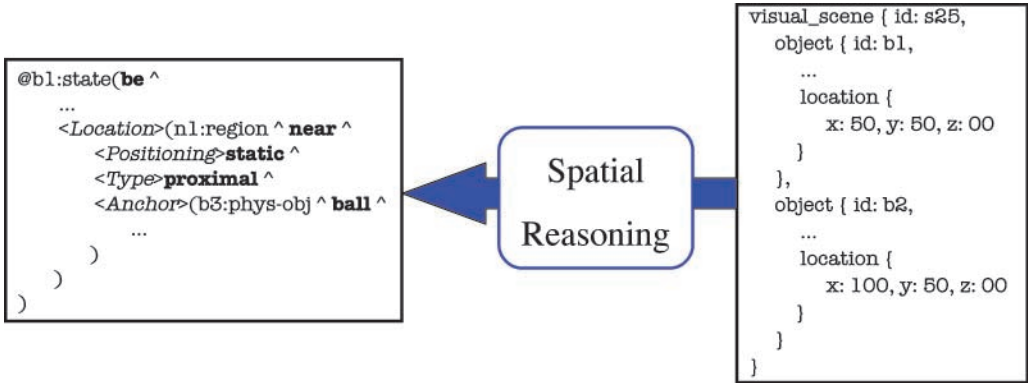 @b1:state(be ^
...
<Location>(n1:region ^ near ^
<Positioning>static ^
<Type>proximal ^
<Anchor>(b3:phys-obj ^ ball ^
...
)
)
)
Spatial
Reasoning
visual_scene { id: s25,
object { id: b1,
...
location {
x: 50, y: 50, z: 00
}
},
object { id: b2,
...
location {
x: 100, y: 50, z: 00
}
}
}